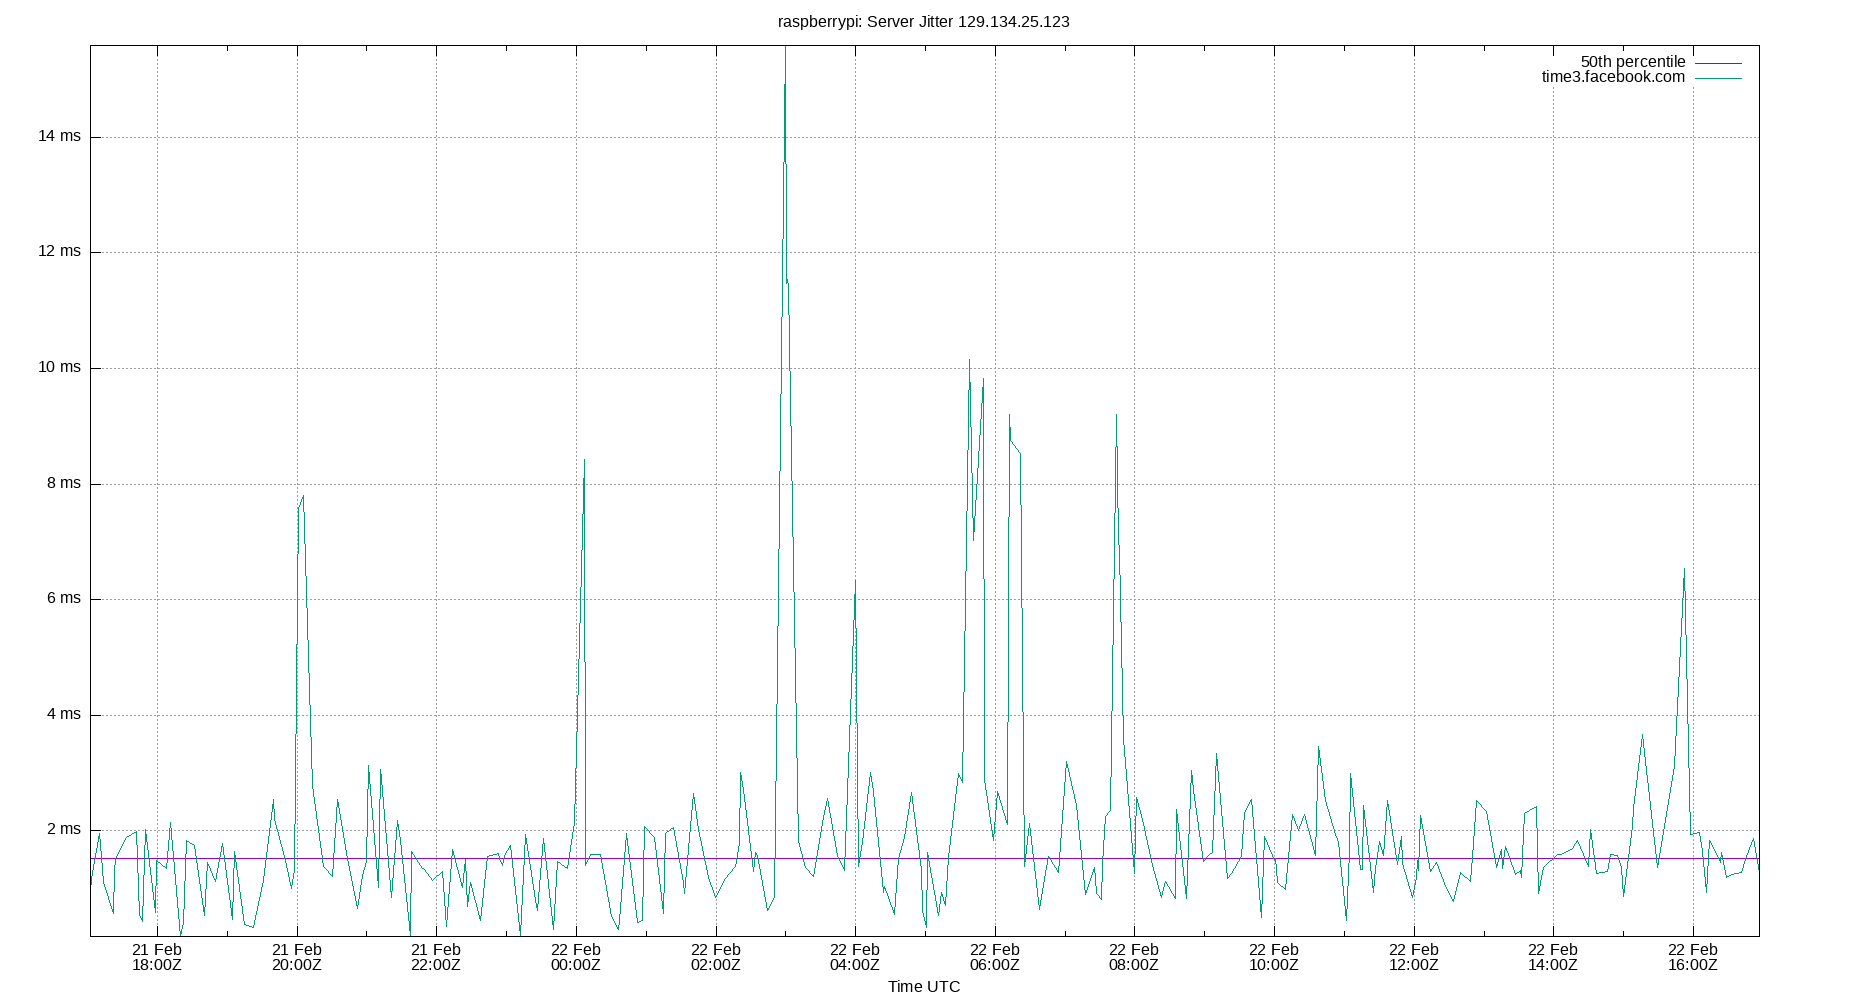 raspberrypi: Server Jitter 129.134.25.123
50th percentile
time3.facebook.com
14 ms
12 ms
10 ms
8 ms
6 ms
4 ms
2 ms
21 Feb 21 Feb 21 Feb 22 Feb 22 Feb 22 Feb 22 Feb 22 Feb 22 Feb 22 Feb 22 Feb 22 Feb
18:00Z 20:00Z 22:00Z 00:00Z 02:00Z 04:00Z 06:00Z 08:00Z 10:00Z 12:00Z 14:00Z 16:00Z
Time UTC